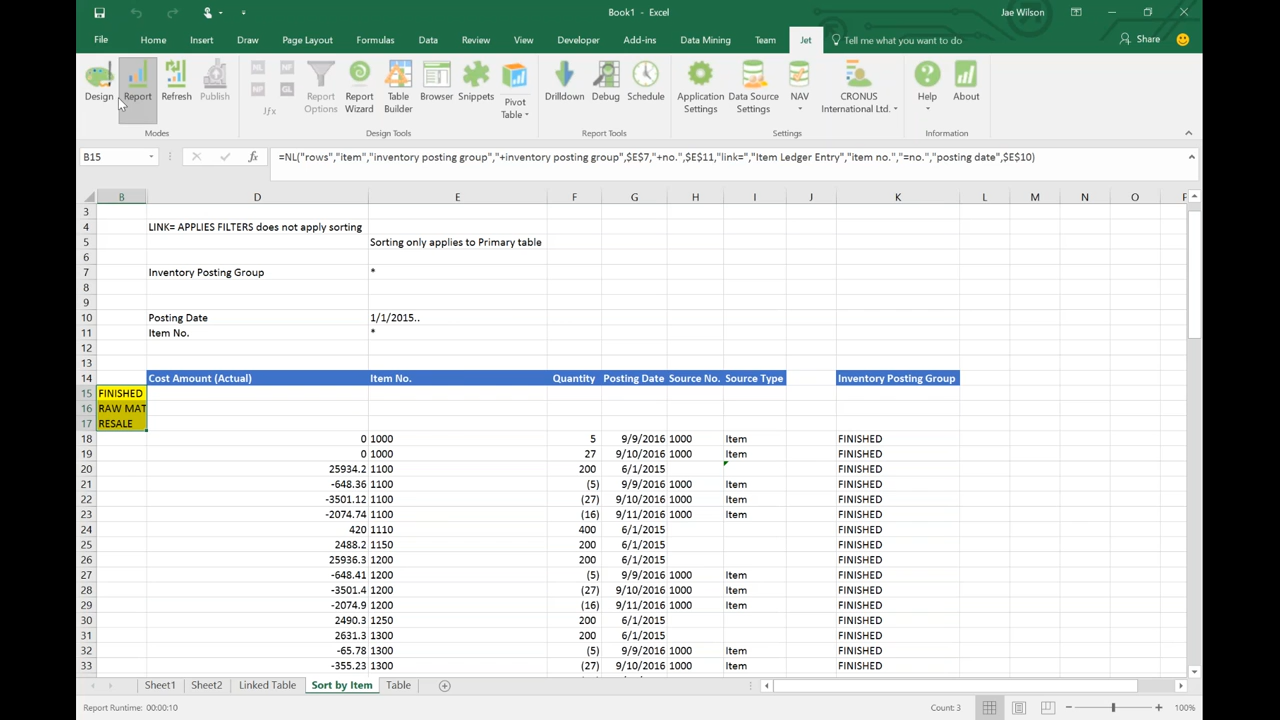 Book1 - Excel
Jae Wilson
File Home Insert Draw Page Layout Formulas Data Review View Developer Add-ins Data Mining Team Jet Tell me what you want to do Share
Design Report Refresh Publish NL NF NP GL Jfx Report Options Report Wizard Table Builder Browser Snippets Pivot Table Drilldown Debug Schedule Application Settings Data Source Settings NAV CRONUS International Ltd. Help About
Modes Design Tools Report Tools Settings Information
B15 fx =NL("rows","item","inventory posting group","+inventory posting group",$E$7,"+no.",$E$11,"link=","Item Ledger Entry","item no.","=no.","posting date",$E$10)
B D E F G H I J K L M N O P
3
4 LINK= APPLIES FILTERS does not apply sorting
5 Sorting only applies to Primary table
6
7 Inventory Posting Group *
8
9
10 Posting Date 1/1/2015..
11 Item No. *
12
13
14 Cost Amount (Actual) Item No. Quantity Posting Date Source No. Source Type Inventory Posting Group
15 FINISHED
16 RAW MAT
17 RESALE
18 0 1000 5 9/9/2016 1000 Item FINISHED
19 0 1000 27 9/10/2016 1000 Item FINISHED
20 25934.2 1100 200 6/1/2015 FINISHED
21 -648.36 1100 (5) 9/9/2016 1000 Item FINISHED
22 -3501.12 1100 (27) 9/10/2016 1000 Item FINISHED
23 -2074.74 1100 (16) 9/11/2016 1000 Item FINISHED
24 420 1110 400 6/1/2015 FINISHED
25 2488.2 1150 200 6/1/2015 FINISHED
26 25936.3 1200 200 6/1/2015 FINISHED
27 -648.41 1200 (5) 9/9/2016 1000 Item FINISHED
28 -3501.4 1200 (27) 9/10/2016 1000 Item FINISHED
29 -2074.9 1200 (16) 9/11/2016 1000 Item FINISHED
30 2490.3 1250 200 6/1/2015 FINISHED
31 2631.3 1300 200 6/1/2015 FINISHED
32 -65.78 1300 (5) 9/9/2016 1000 Item FINISHED
33 -355.23 1300 (27) 9/10/2016 1000 Item FINISHED
Sheet1 Sheet2 Linked Table Sort by Item Table
Report Runtime: 00:00:10 Count: 3 100%